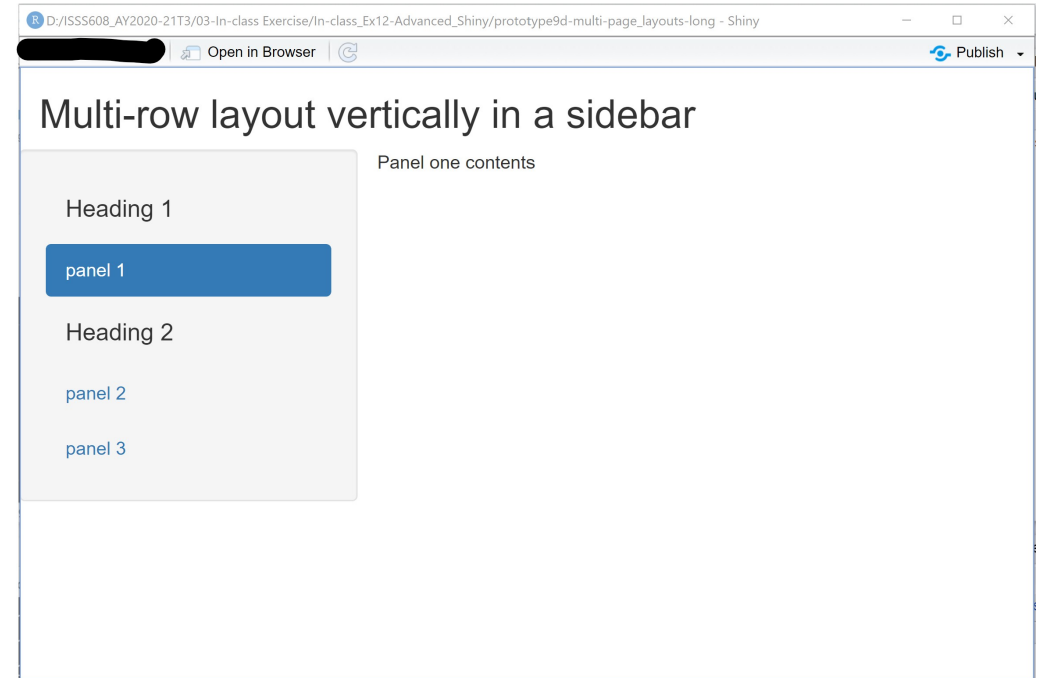 D:/ISSS608_AY2020-21T3/03-In-class Exercise/In-class_Ex12-Advanced_Shiny/prototype9d-multi-page_layouts-long - Shiny
Open in Browser Publish
Multi-row layout vertically in a sidebar
Heading 1
panel 1
Heading 2
panel 2
panel 3
Panel one contents